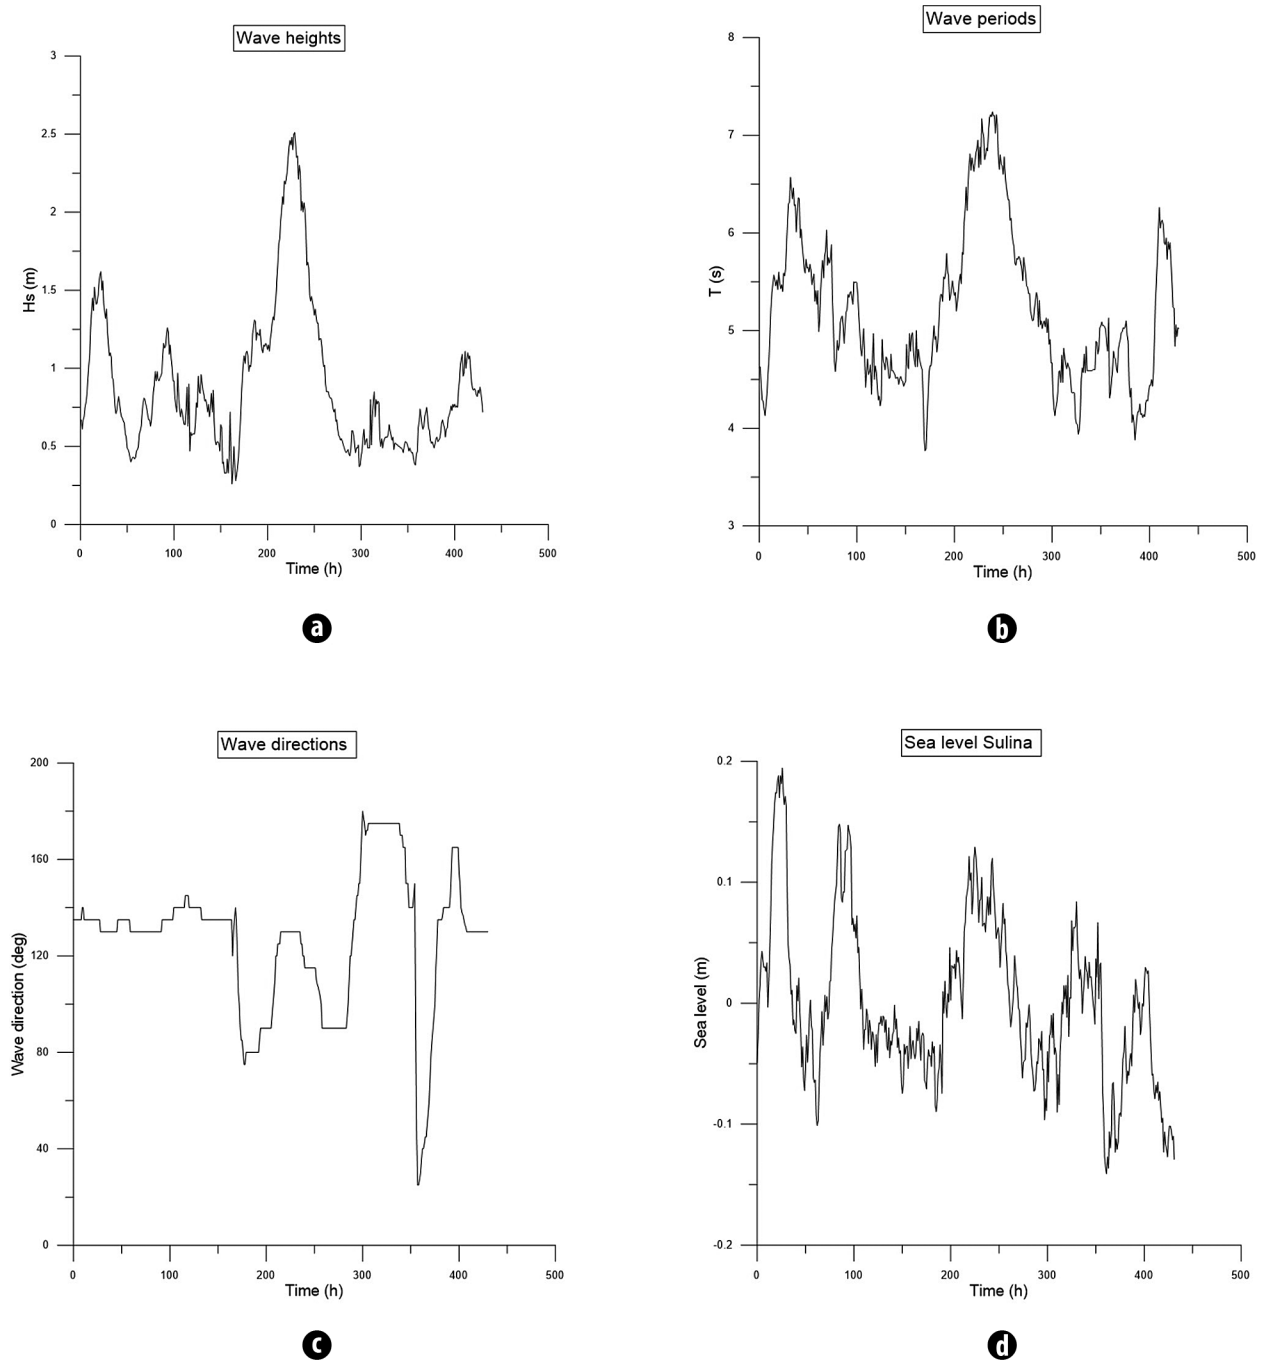 Wave heights
3
2.5
2
1.5
1
0.5
0
Hs (m)
0 100 200 300 400 500
Time (h)
a
Wave periods
8
7
6
5
4
3
T (s)
0 100 200 300 400 500
Time (h)
b
Wave directions
200
160
120
80
40
0
Wave direction (deg)
0 100 200 300 400 500
Time (h)
c
Sea level Sulina
0.2
0.1
0
-0.1
-0.2
Sea level (m)
0 100 200 300 400 500
Time (h)
d